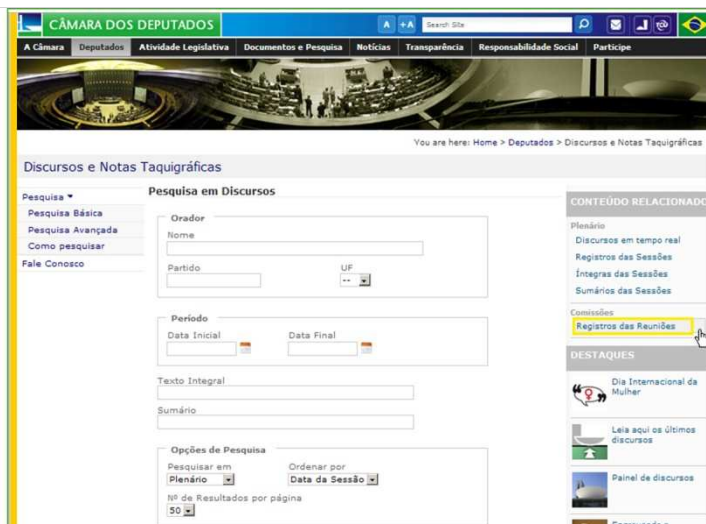 CÂMARA DOS DEPUTADOS
A +A Search Site
A Câmara Deputados Atividade Legislativa Documentos e Pesquisa Notícias Transparência Responsabilidade Social Participe
You are here: Home > Deputados > Discursos e Notas Taquigráficas
Discursos e Notas Taquigráficas
Pesquisa
Pesquisa Básica
Pesquisa Avançada
Como pesquisar
Fale Conosco
Pesquisa em Discursos
Orador
Nome
Partido UF
--
Período
Data Inicial Data Final
Texto Integral
Sumário
Opções de Pesquisa
Pesquisar em Ordenar por
Plenário Data da Sessão
Nº de Resultados por página
50
CONTEÚDO RELACIONADO
Plenário
Discursos em tempo real
Registros das Sessões
Íntegras das Sessões
Sumários das Sessões
Comissões
Registros das Reuniões
DESTAQUES
Dia Internacional da
Mulher
Leia aqui os últimos
discursos
Painel de discursos